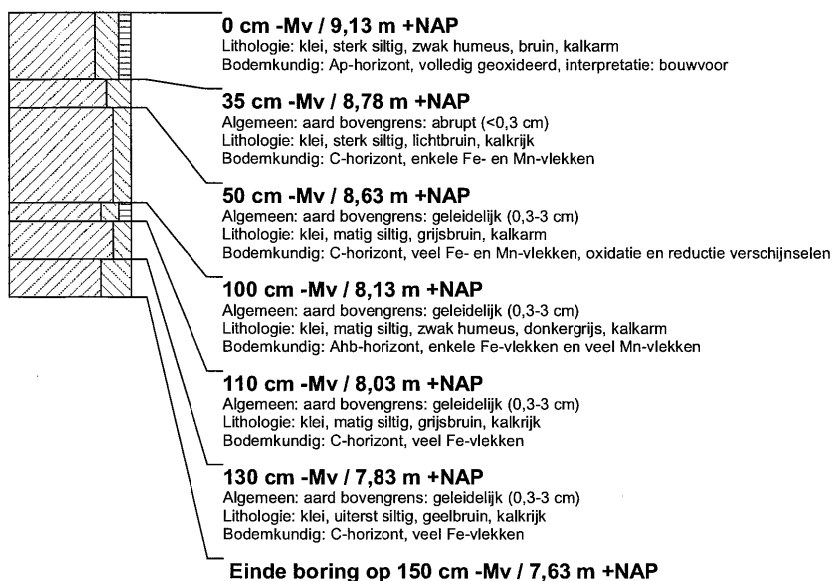 0 cm -Mv / 9,13 m +NAP
Lithologie: klei, sterk siltig, zwak humeus, bruin, kalkarm
Bodemkundig: Ap-horizont, volledig geoxideerd, interpretatie: bouwvoor
35 cm -Mv / 8,78 m +NAP
Algemeen: aard bovengrens: abrupt (<0,3 cm)
Lithologie: klei, sterk siltig, lichtbruin, kalkrijk
Bodemkundig: C-horizont, enkele Fe- en Mn-vlekken
50 cm -Mv / 8,63 m +NAP
Algemeen: aard bovengrens: geleidelijk (0,3-3 cm)
Lithologie: klei, matig siltig, grijsbruin, kalkarm
Bodemkundig: C-horizont, veel Fe- en Mn-vlekken, oxidatie en reductie verschijnselen
100 cm -Mv / 8,13 m +NAP
Algemeen: aard bovengrens: geleidelijk (0,3-3 cm)
Lithologie: klei, matig siltig, zwak humeus, donkergrijs, kalkarm
Bodemkundig: Ahb-horizont, enkele Fe-vlekken en veel Mn-vlekken
110 cm -Mv / 8,03 m +NAP
Algemeen: aard bovengrens: geleidelijk (0,3-3 cm)
Lithologie: klei, matig siltig, grijsbruin, kalkrijk
Bodemkundig: C-horizont, veel Fe-vlekken
130 cm -Mv / 7,83 m +NAP
Algemeen: aard bovengrens: geleidelijk (0,3-3 cm)
Lithologie: klei, uiterst siltig, geelbruin, kalkrijk
Bodemkundig: C-horizont, veel Fe-vlekken
Einde boring op 150 cm -Mv / 7,63 m +NAP